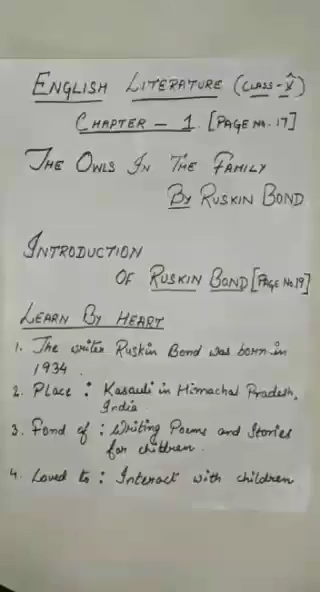 ENGLISH LITERATURE (CLASS-X)
CHAPTER - 1 [PAGE No. 17]
THE OWLS IN THE FAMILY
By RUSKIN BOND
INTRODUCTION
OF RUSKIN BOND [PAGE No. 19]
LEARN BY HEART
1. The writer Ruskin Bond was born in
1934.
2. Place : Kasauli in Himachal Pradesh,
India.
3. Fond of : Writing Poems and Stories
for children.
4. Loved to : Interact with children